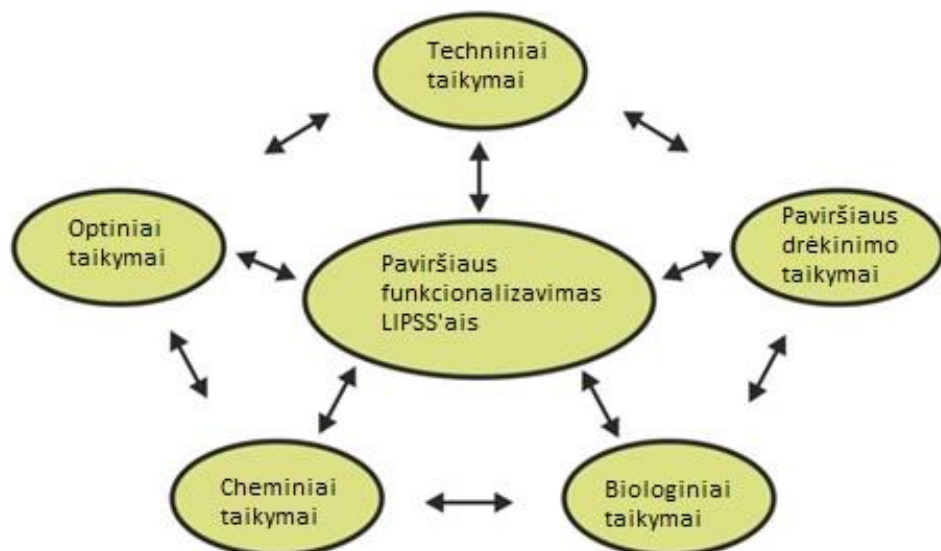 Techniniai
taikymai
Optiniai
taikymai
Paviršiaus
funkcionalizavimas
LIPSS'ais
Paviršiaus
drėkinimo
taikymai
Cheminiai
taikymai
Biologiniai
taikymai